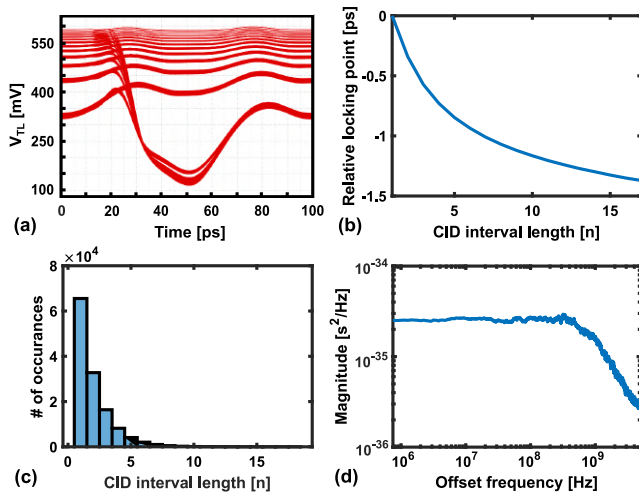 V_TL [mV]
550
400
250
100
0
20
40
60
80
100
Time [ps]
(a)
Relative locking point [ps]
0
-0.5
-1
-1.5
5
10
15
CID interval length [n]
(b)
# of occurances
×10^4
8
6
4
2
0
0
5
10
15
CID interval length [n]
(c)
Magnitude [s^2/Hz]
10^-34
10^-35
10^-36
10^6
10^7
10^8
10^9
Offset frequency [Hz]
(d)